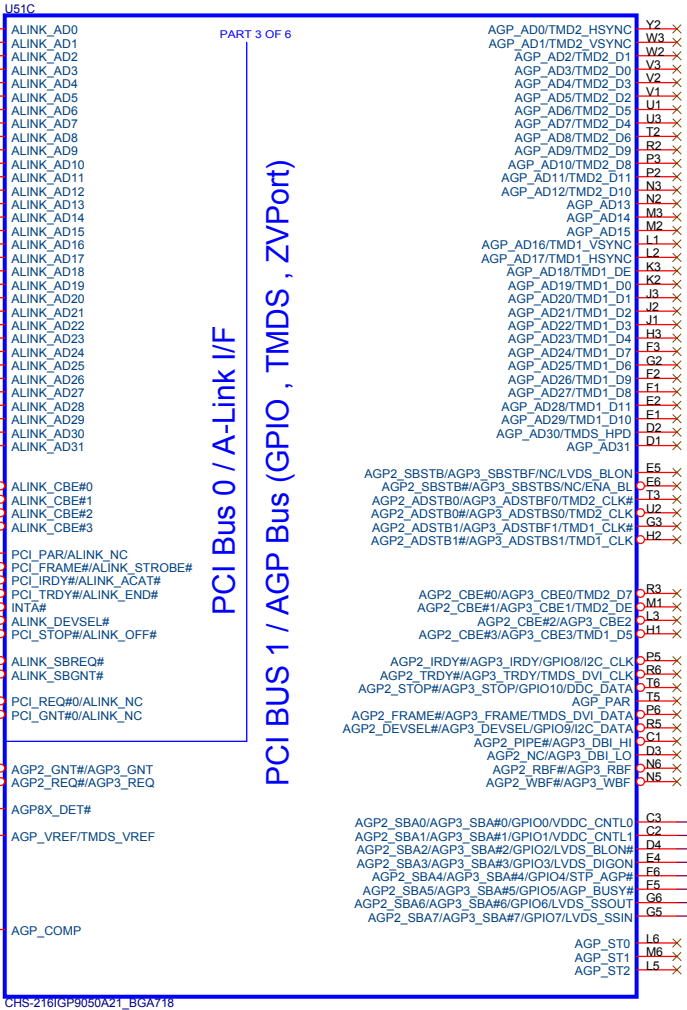 U51C
PART 3 OF 6
ALINK_AD0
ALINK_AD1
ALINK_AD2
ALINK_AD3
ALINK_AD4
ALINK_AD5
ALINK_AD6
ALINK_AD7
ALINK_AD8
ALINK_AD9
ALINK_AD10
ALINK_AD11
ALINK_AD12
ALINK_AD13
ALINK_AD14
ALINK_AD15
ALINK_AD16
ALINK_AD17
ALINK_AD18
ALINK_AD19
ALINK_AD20
ALINK_AD21
ALINK_AD22
ALINK_AD23
ALINK_AD24
ALINK_AD25
ALINK_AD26
ALINK_AD27
ALINK_AD28
ALINK_AD29
ALINK_AD30
ALINK_AD31
ALINK_CBE#0
ALINK_CBE#1
ALINK_CBE#2
ALINK_CBE#3
PCI_PAR/ALINK_NC
PCI_FRAME#/ALINK_STROBE#
PCI_IRDY#/ALINK_ACAT#
PCI_TRDY#/ALINK_END#
INTA#
ALINK_DEVSEL#
PCI_STOP#/ALINK_OFF#
ALINK_SBREQ#
ALINK_SBGNT#
PCI_REQ#0/ALINK_NC
PCI_GNT#0/ALINK_NC
AGP2_GNT#/AGP3_GNT
AGP2_REQ#/AGP3_REQ
AGP8X_DET#
AGP_VREF/TMDS_VREF
AGP_COMP
PCI Bus 0 / A-Link I/F
PCI BUS 1 / AGP Bus (GPIO , TMDS , ZVPort)
AGP_AD0/TMD2_HSYNC Y2
AGP_AD1/TMD2_VSYNC W3
AGP_AD2/TMD2_D1 W2
AGP_AD3/TMD2_D0 V3
AGP_AD4/TMD2_D3 V2
AGP_AD5/TMD2_D2 V1
AGP_AD6/TMD2_D5 U1
AGP_AD7/TMD2_D4 U3
AGP_AD8/TMD2_D6 T2
AGP_AD9/TMD2_D9 R2
AGP_AD10/TMD2_D8 P3
AGP_AD11/TMD2_D11 P2
AGP_AD12/TMD2_D10 N3
AGP_AD13 N2
AGP_AD14 M3
AGP_AD15 M2
AGP_AD16/TMD1_VSYNC L1
AGP_AD17/TMD1_HSYNC L2
AGP_AD18/TMD1_DE K3
AGP_AD19/TMD1_D0 K2
AGP_AD20/TMD1_D1 J3
AGP_AD21/TMD1_D2 J2
AGP_AD22/TMD1_D3 J1
AGP_AD23/TMD1_D4 H3
AGP_AD24/TMD1_D7 F3
AGP_AD25/TMD1_D6 G2
AGP_AD26/TMD1_D9 F2
AGP_AD27/TMD1_D8 F1
AGP_AD28/TMD1_D11 E2
AGP_AD29/TMD1_D10 E1
AGP_AD30/TMDS_HPD D2
AGP_AD31 D1
AGP2_SBSTB/AGP3_SBSTBF/NC/LVDS_BLON E5
AGP2_SBSTB#/AGP3_SBSTBS/NC/ENA_BL E6
AGP2_ADSTB0/AGP3_ADSTBF0/TMD2_CLK# T3
AGP2_ADSTB0#/AGP3_ADSTBS0/TMD2_CLK U2
AGP2_ADSTB1/AGP3_ADSTBF1/TMD1_CLK# G3
AGP2_ADSTB1#/AGP3_ADSTBS1/TMD1_CLK H2
AGP2_CBE#0/AGP3_CBE0/TMD2_D7 R3
AGP2_CBE#1/AGP3_CBE1/TMD2_DE M1
AGP2_CBE#2/AGP3_CBE2 L3
AGP2_CBE#3/AGP3_CBE3/TMD1_D5 H1
AGP2_IRDY#/AGP3_IRDY/GPIO8/I2C_CLK P5
AGP2_TRDY#/AGP3_TRDY/TMDS_DVI_CLK R6
AGP2_STOP#/AGP3_STOP/GPIO10/DDC_DATA T6
AGP_PAR T5
AGP2_FRAME#/AGP3_FRAME/TMDS_DVI_DATA P6
AGP2_DEVSEL#/AGP3_DEVSEL/GPIO9/I2C_DATA R5
AGP2_PIPE#/AGP3_DBI_HI C1
AGP2_NC/AGP3_DBI_LO D3
AGP2_RBF#/AGP3_RBF N6
AGP2_WBF#/AGP3_WBF N5
AGP2_SBA0/AGP3_SBA#0/GPIO0/VDDC_CNTL0 C3
AGP2_SBA1/AGP3_SBA#1/GPIO1/VDDC_CNTL1 C2
AGP2_SBA2/AGP3_SBA#2/GPIO2/LVDS_BLON# D4
AGP2_SBA3/AGP3_SBA#3/GPIO3/LVDS_DIGON E4
AGP2_SBA4/AGP3_SBA#4/GPIO4/STP_AGP# F6
AGP2_SBA5/AGP3_SBA#5/GPIO5/AGP_BUSY# F5
AGP2_SBA6/AGP3_SBA#6/GPIO6/LVDS_SSOUT G6
AGP2_SBA7/AGP3_SBA#7/GPIO7/LVDS_SSIN G5
AGP_ST0 L6
AGP_ST1 M6
AGP_ST2 L5
CHS-216IGP9050A21_BGA718